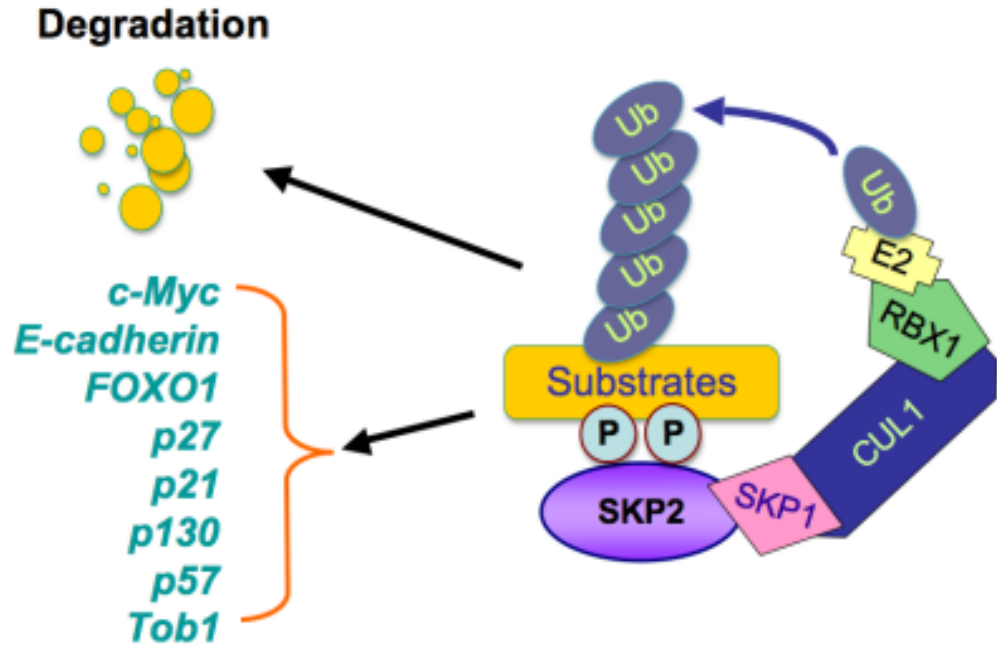 Degradation
c-Myc
E-cadherin
FOXO1
p27
p21
p130
p57
Tob1
Ub
Ub
Ub
Ub
Ub
Substrates
P P
SKP2
SKP1
CUL1
RBX1
E2
Ub